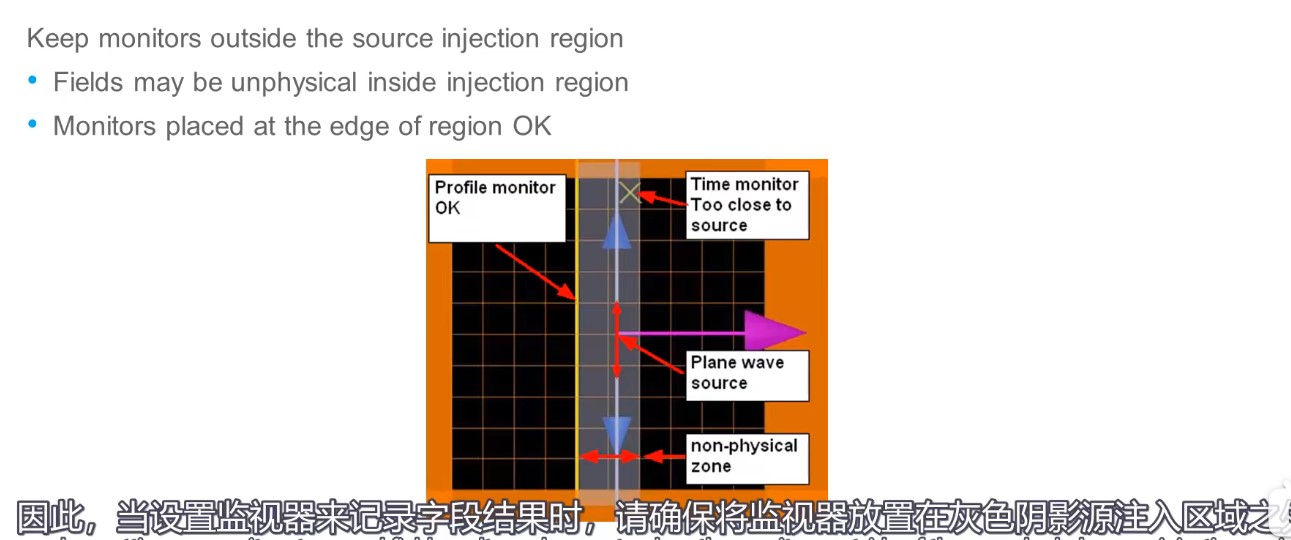 Keep monitors outside the source injection region
• Fields may be unphysical inside injection region
• Monitors placed at the edge of region OK
Profile monitor
OK
Time monitor
Too close to
source
Plane wave
source
non-physical
zone
因此，当设置监视器来记录字段结果时，请确保将监视器放置在灰色阴影源注入区域之